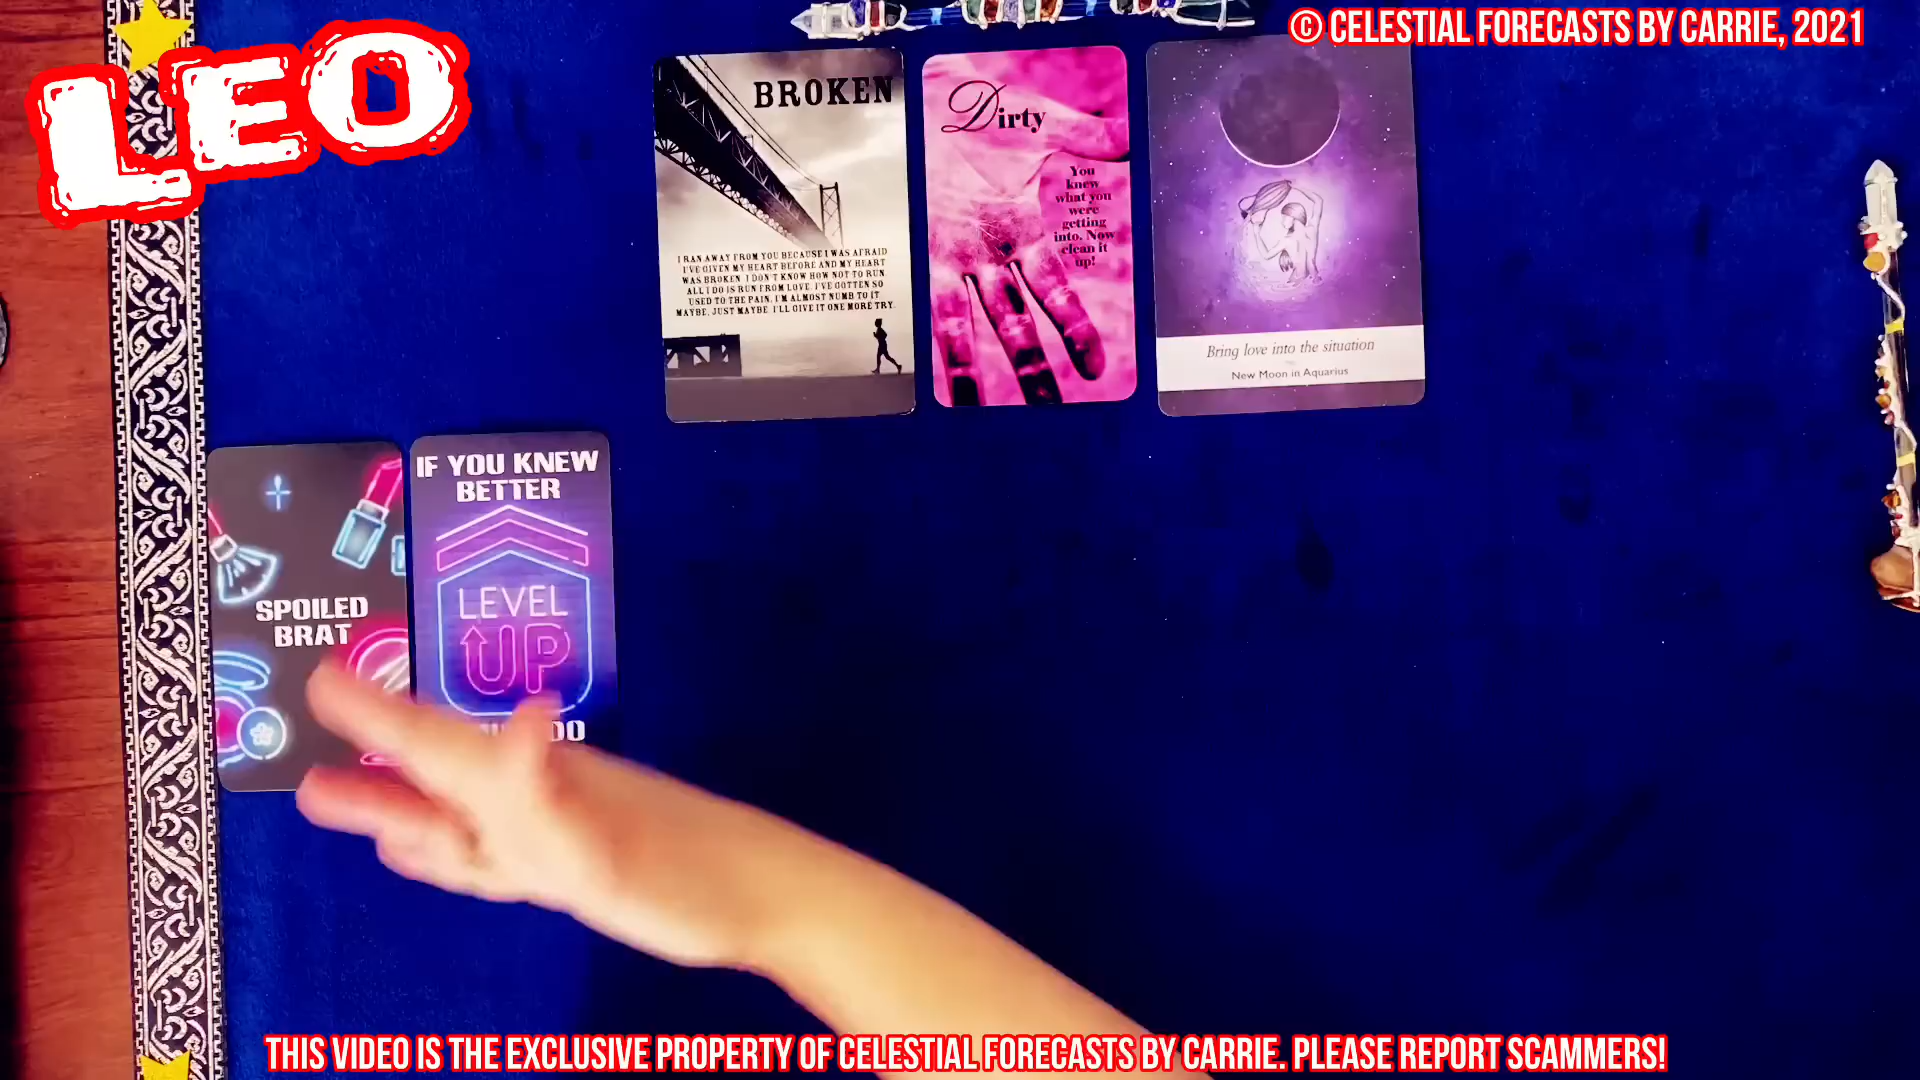 LEO
© CELESTIAL FORECASTS BY CARRIE, 2021
BROKEN
I RAN AWAY FROM YOU BECAUSE I WAS AFRAID
I'VE GIVEN MY HEART BEFORE AND MY HEART
WAS BROKEN. I DON'T KNOW HOW NOT TO RUN
ALL I DO IS RUN FROM LOVE. I'VE GOTTEN SO
USED TO THE PAIN, I'M ALMOST NUMB TO IT
MAYBE, JUST MAYBE I'LL GIVE IT ONE MORE TRY.
Dirty
You
knew
what you
were
getting
into. Now
clean it
up!
Bring love into the situation
New Moon in Aquarius
SPOILED
BRAT
IF YOU KNEW
BETTER
LEVEL
UP
DO
THIS VIDEO IS THE EXCLUSIVE PROPERTY OF CELESTIAL FORECASTS BY CARRIE. PLEASE REPORT SCAMMERS!